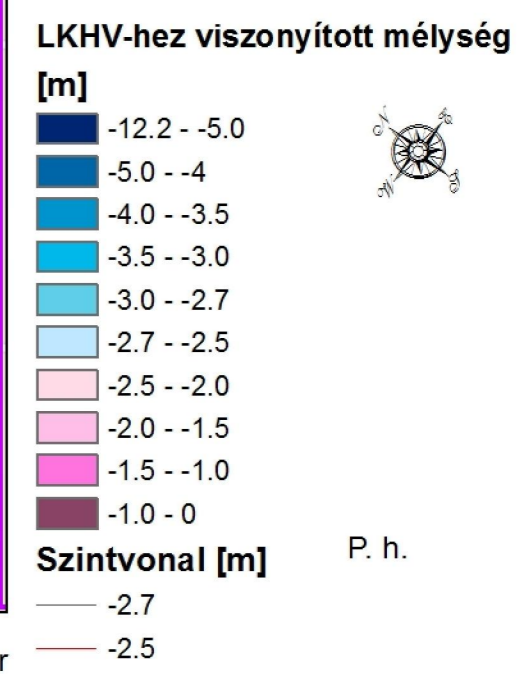 LKHV-hez viszonyított mélység
[m]
-12.2 - -5.0
-5.0 - -4
-4.0 - -3.5
-3.5 - -3.0
-3.0 - -2.7
-2.7 - -2.5
-2.5 - -2.0
-2.0 - -1.5
-1.5 - -1.0
-1.0 - 0
Szintvonal [m]
-2.7
-2.5
P. h.
N
E
W
S
r